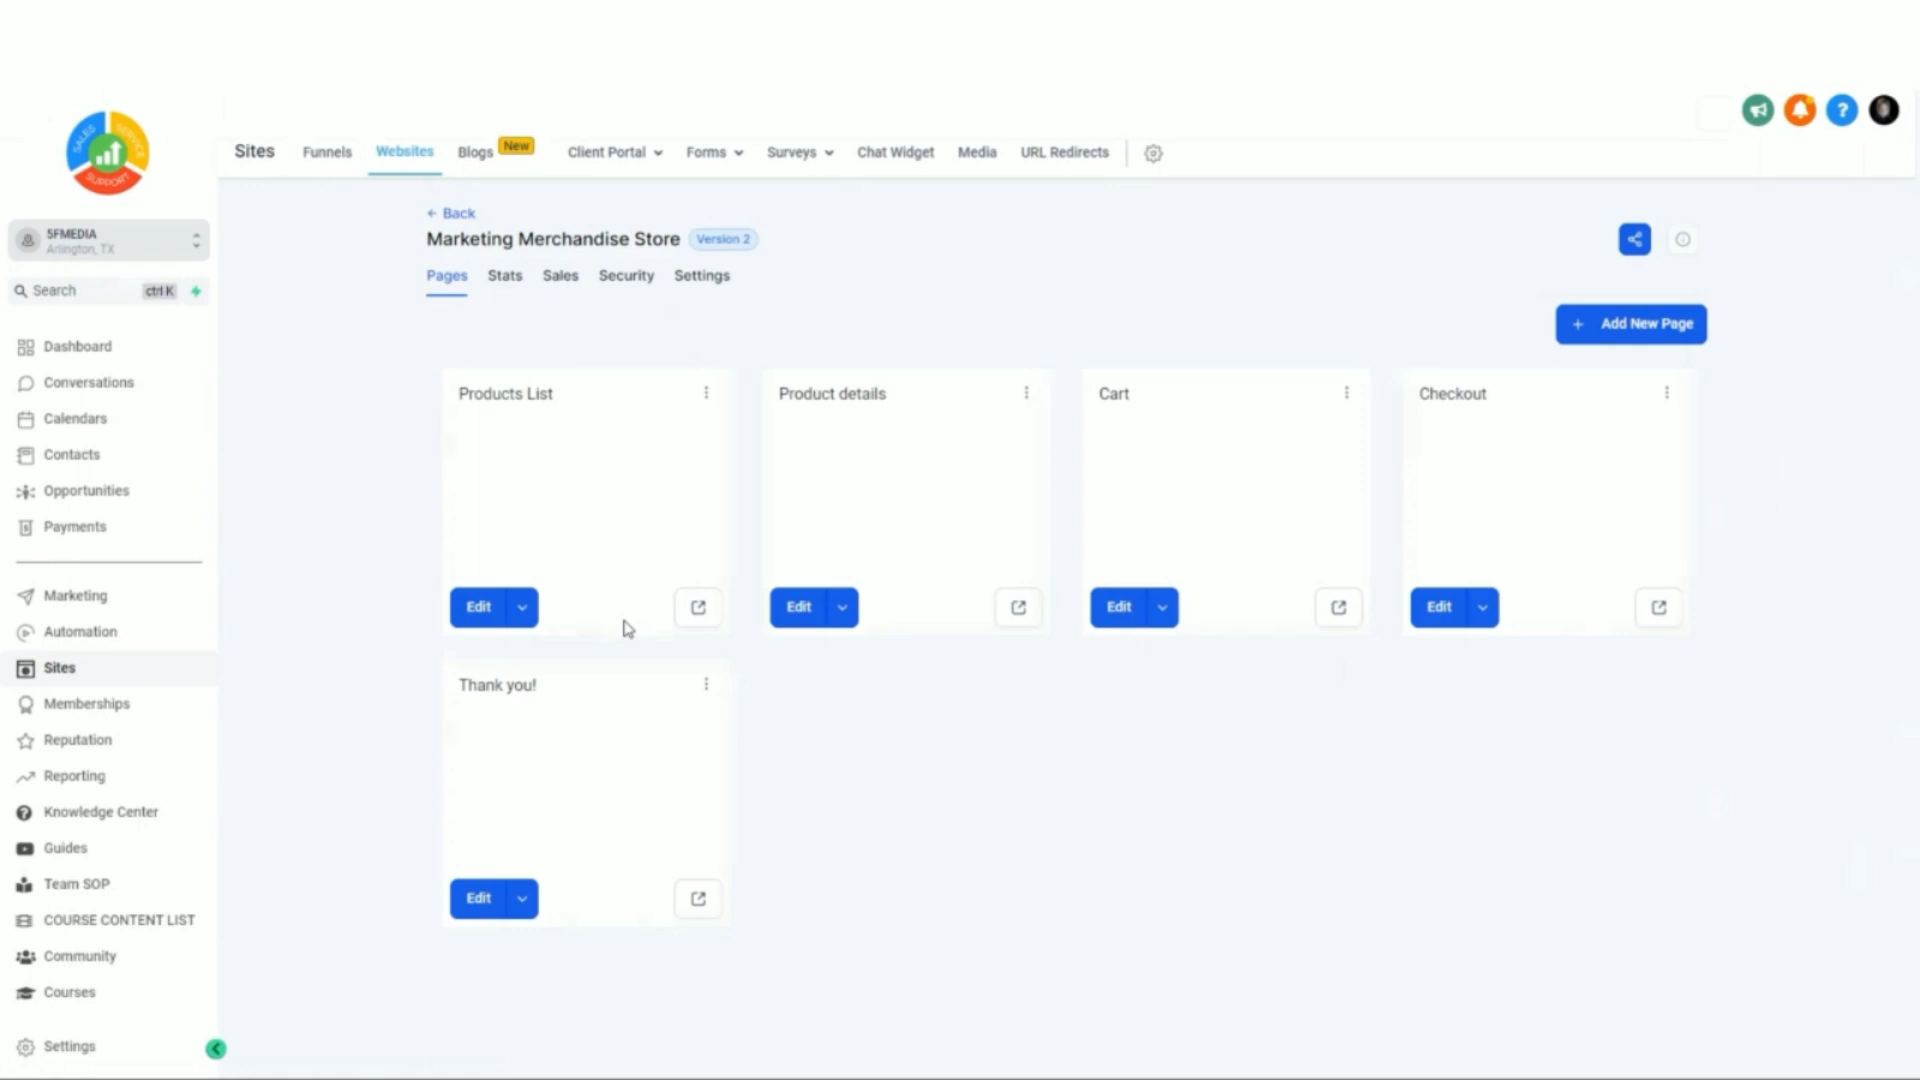 SALES
SERVICE
SUPPORT
Sites
Funnels
Websites
Blogs
New
Client Portal
Forms
Surveys
Chat Widget
Media
URL Redirects
?
5FMEDIA
Arlington, TX
Search
ctrl K
Dashboard
Conversations
Calendars
Contacts
Opportunities
Payments
Marketing
Automation
Sites
Memberships
Reputation
Reporting
Knowledge Center
Guides
Team SOP
COURSE CONTENT LIST
Community
Courses
Settings
← Back
Marketing Merchandise Store
Version 2
Pages
Stats
Sales
Security
Settings
+ Add New Page
Products List
Edit
Product details
Edit
Cart
Edit
Checkout
Edit
Thank you!
Edit